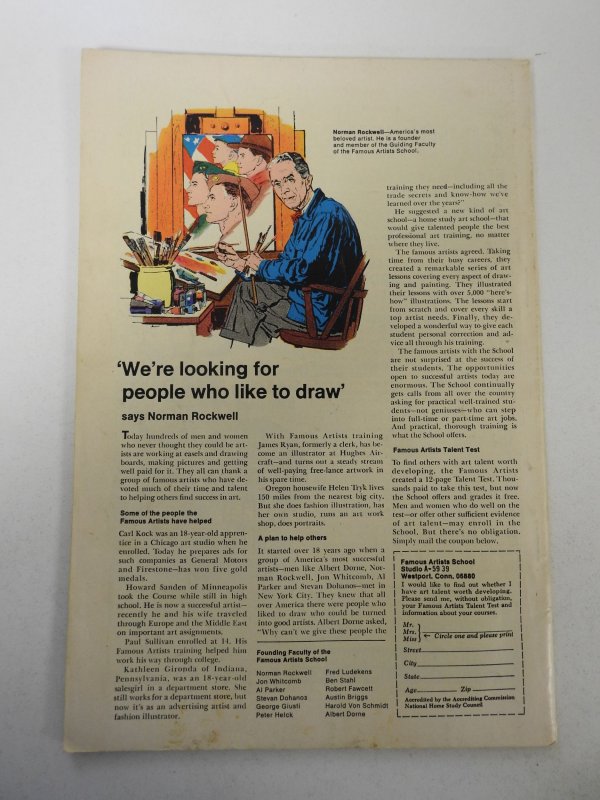 Norman Rockwell—America's most
beloved artist. He is a founder
and member of the Guiding Faculty
of the Famous Artists School.
'We're looking for
people who like to draw'
says Norman Rockwell
Today hundreds of men and women
who never thought they could be art-
ists are working at easels and drawing
boards, making pictures and getting
well paid for it. They all can thank a
group of famous artists who have de-
voted much of their time and talent
to helping others find success in art.
Some of the people the
Famous Artists have helped
Carl Kock was an 18-year-old appren-
tice in a Chicago art studio when he
enrolled. Today he prepares ads for
such companies as General Motors
and Firestone—has won five gold
medals.
Howard Sanden of Minneapolis
took the Course while still in high
school. He is now a successful artist—
recently he and his wife traveled
through Europe and the Middle East
on important art assignments.
Paul Sullivan enrolled at 14. His
Famous Artists training helped him
work his way through college.
Kathleen Gironda of Indiana,
Pennsylvania, was an 18-year-old
salesgirl in a department store. She
still works for a department store, but
now it's as an advertising artist and
fashion illustrator.
With Famous Artists training
James Ryan, formerly a clerk, has be-
come an illustrator at Hughes Air-
craft—and turns out a steady stream
of well-paying free-lance artwork in
his spare time.
Oregon housewife Helen Tryk lives
150 miles from the nearest big city.
But she does fashion illustration, has
her own studio, runs an art work
shop, does portraits.
A plan to help others
It started over 18 years ago when a
group of America's most successful
artists—men like Albert Dorne, Nor-
man Rockwell, Jon Whitcomb, Al
Parker and Stevan Dohanos—met in
New York City. They knew that all
over America there were people who
liked to draw who could be turned
into good artists. Albert Dorne asked,
"Why can't we give these people the
Founding Faculty of the
Famous Artists School
Norman Rockwell
Jon Whitcomb
Al Parker
Stevan Dohanos
George Giusti
Peter Helck
Fred Ludekens
Ben Stahl
Robert Fawcett
Austin Briggs
Harold Von Schmidt
Albert Dorne
training they need—including all the
trade secrets and know-how we've
learned over the years?"
He suggested a new kind of art
school—a home study art school—that
would give talented people the best
professional art training, no matter
where they live.
The famous artists agreed. Taking
time from their busy careers, they
created a remarkable series of art
lessons covering every aspect of draw-
ing and painting. They illustrated
their lessons with over 5,000 "here's-
how" illustrations. The lessons start
from scratch and cover every skill a
top artist needs. Finally, they de-
veloped a wonderful way to give each
student personal correction and ad-
vice all through his training.
The famous artists with the School
are not surprised at the success of
their students. The opportunities
open to successful artists today are
enormous. The School continually
gets calls from all over the country
asking for practical well-trained stu-
dents—not geniuses—who can step
into full-time or part-time art jobs.
And practical, thorough training is
what the School offers.
Famous Artists Talent Test
To find others with art talent worth
developing, the Famous Artists
created a 12-page Talent Test. Thou-
sands paid to take this test, but now
the School offers and grades it free.
Men and women who do well on the
test—or offer other sufficient evidence
of art talent—may enroll in the
School. But there's no obligation.
Simply mail the coupon below.
Famous Artists School
Studio A-59 39
Westport, Conn. 06880
I would like to find out whether I
have art talent worth developing.
Please send me, without obligation,
your Famous Artists Talent Test and
information about your courses.
Mr.
Mrs.
Miss
← Circle one and please print
Street
City
State
Age Zip
Accredited by the Accrediting Commission
National Home Study Council